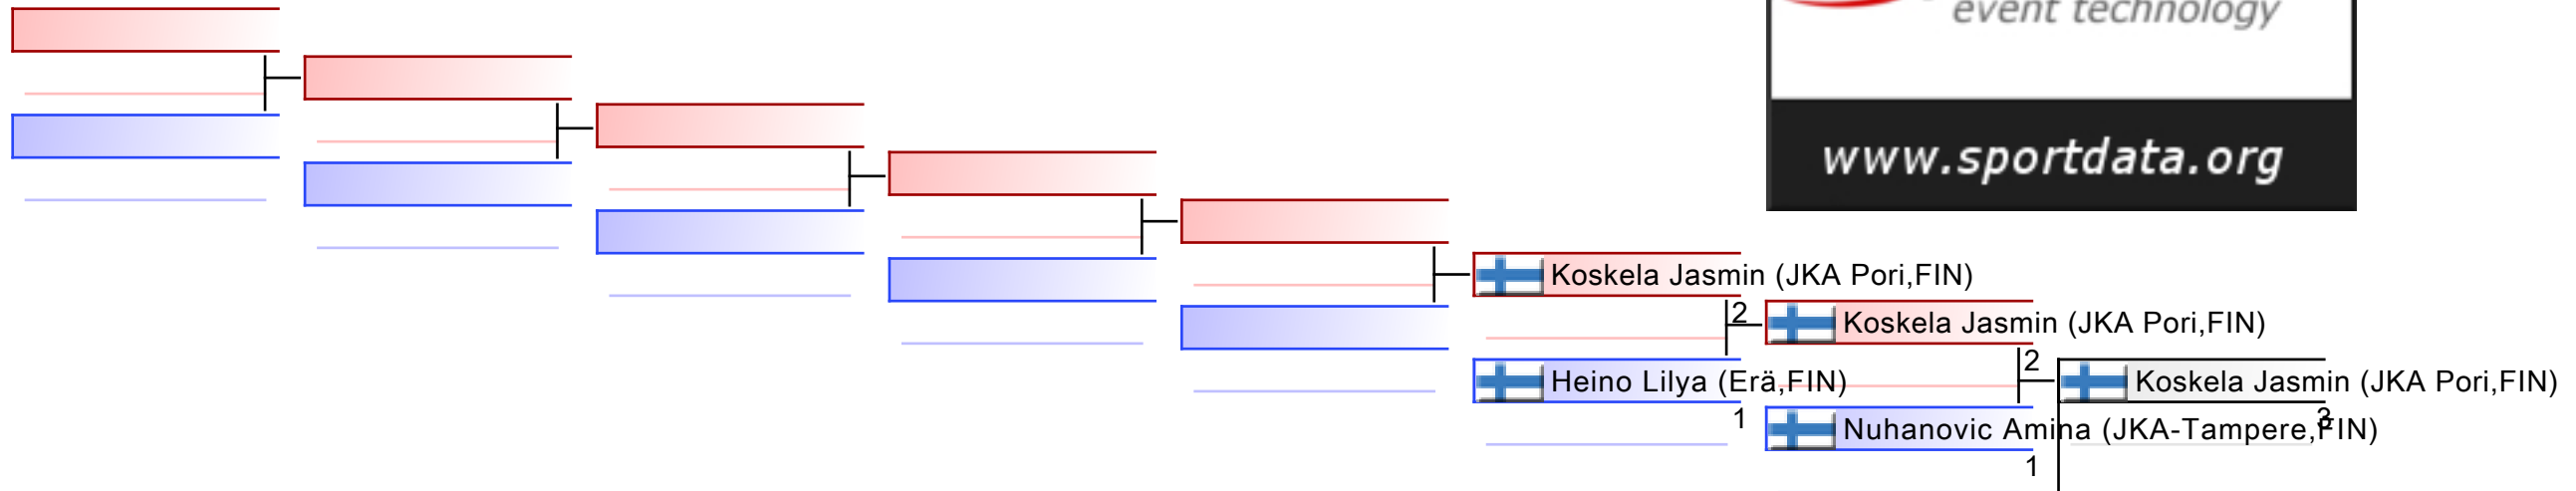 event technology
www.sportdata.org
Koskela Jasmin (JKA Pori,FIN)
2
Koskela Jasmin (JKA Pori,FIN)
2
Heino Lilya (Erä,FIN)
Koskela Jasmin (JKA Pori,FIN)
1
3
Nuhanovic Amina (JKA-Tampere,FIN)
1